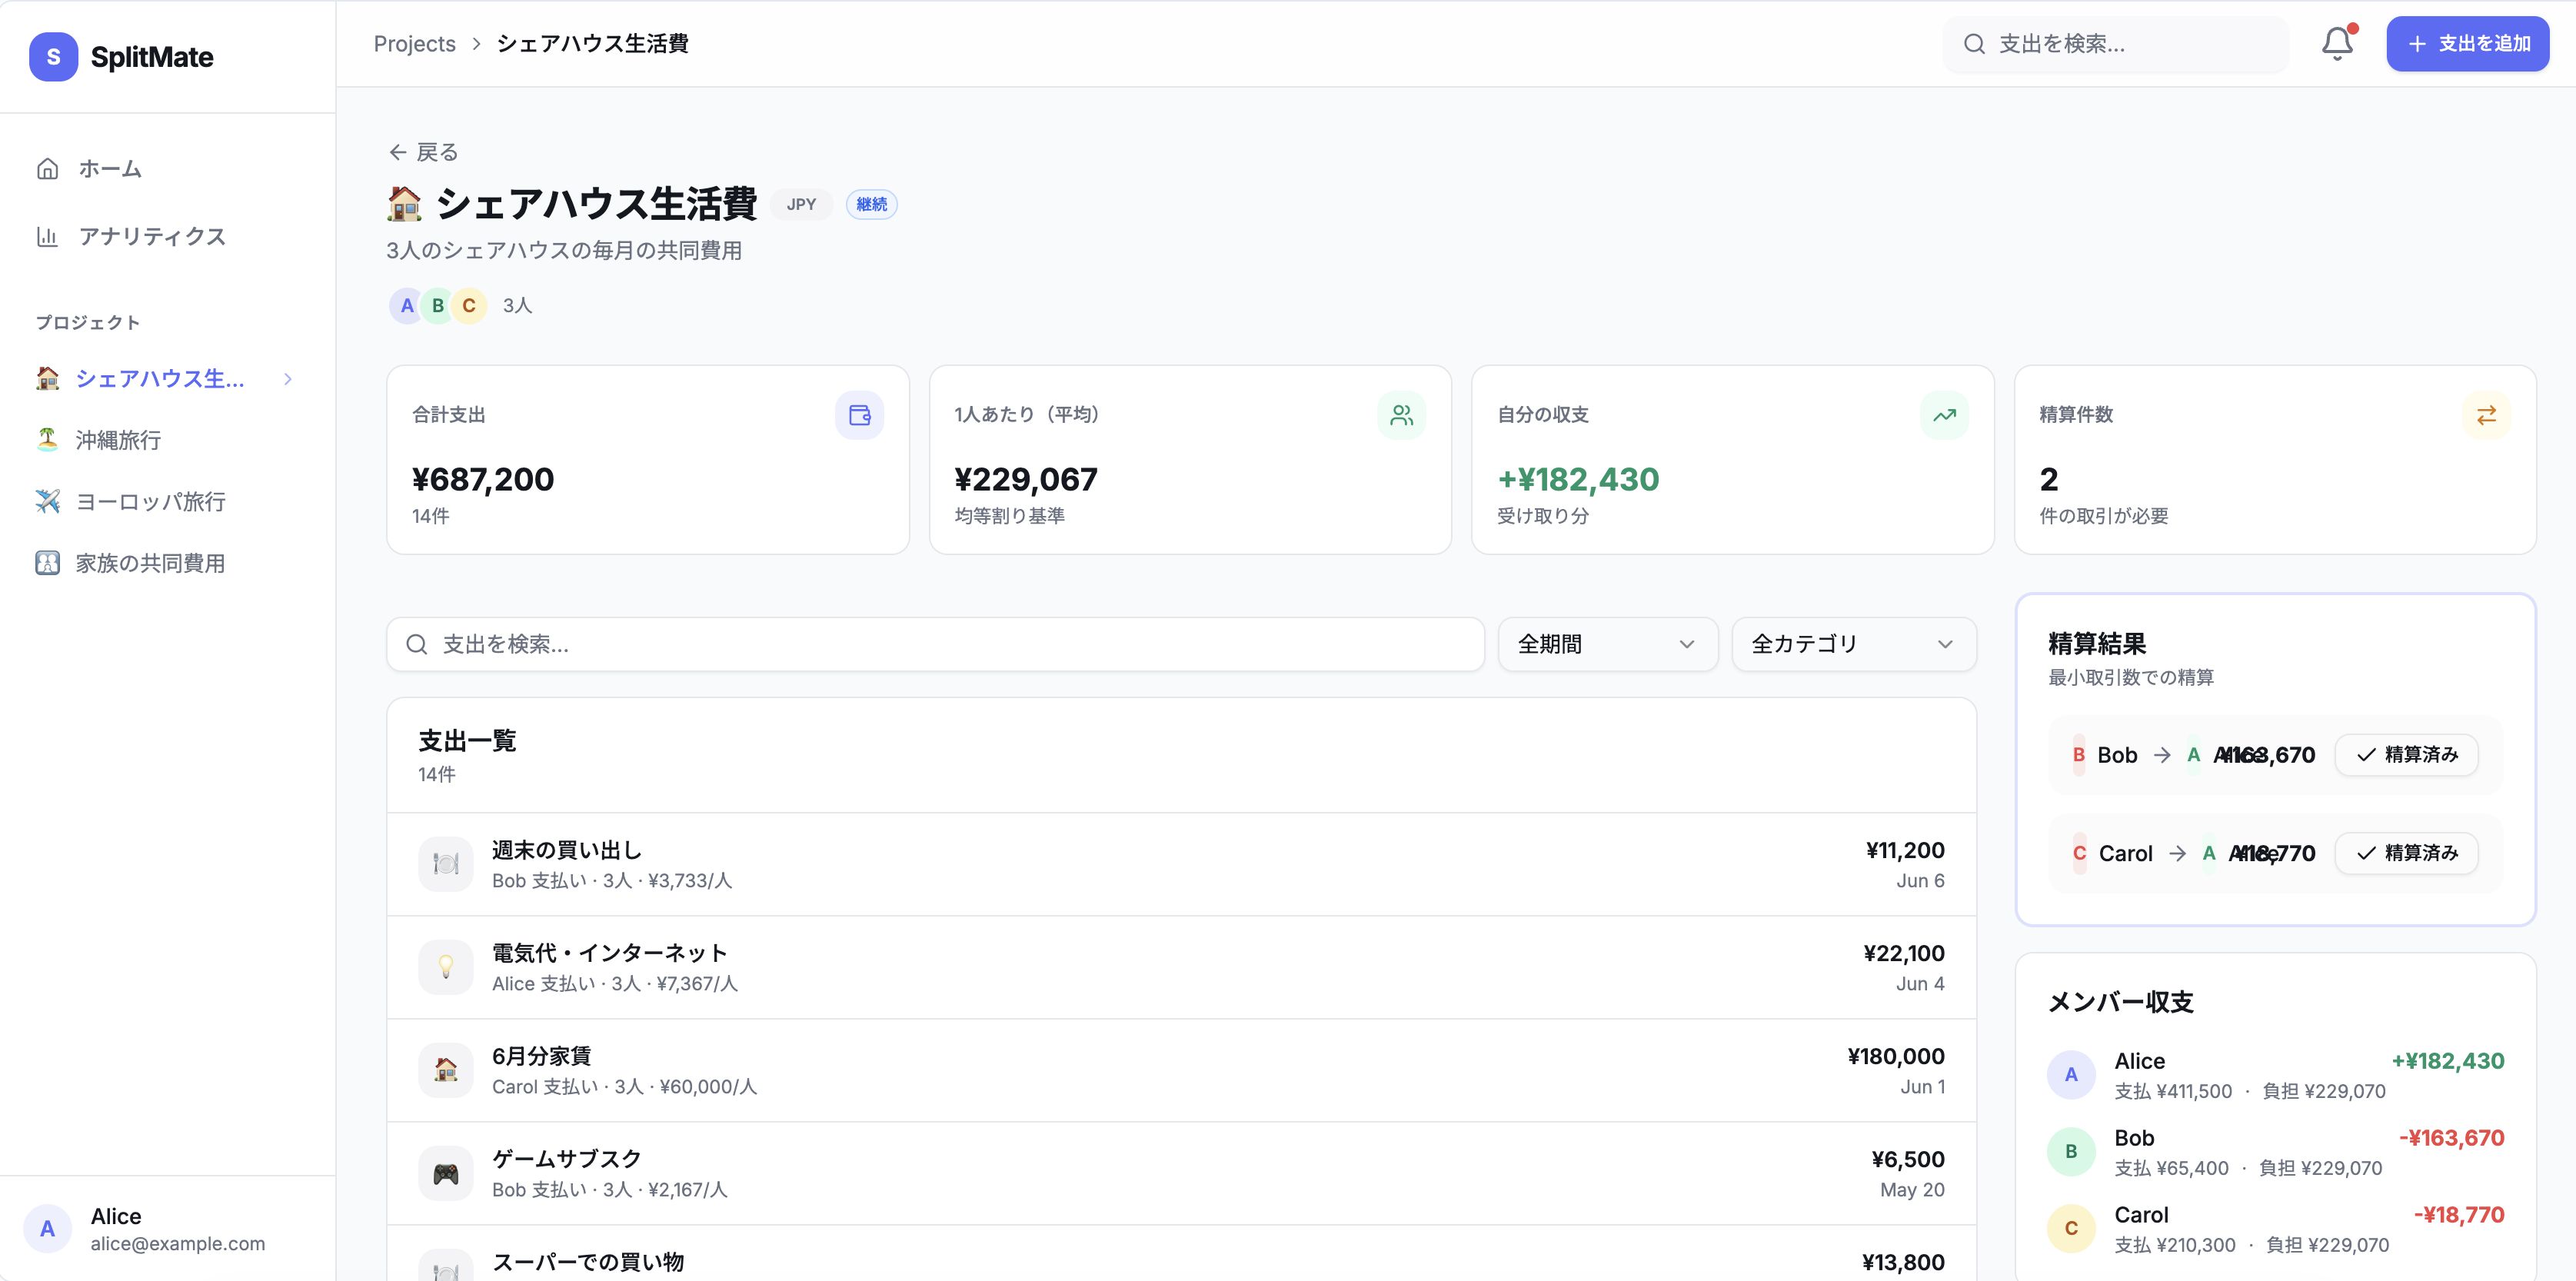 S SplitMate
ホーム
アナリティクス
プロジェクト
シェアハウス生...
沖縄旅行
ヨーロッパ旅行
家族の共同費用
A
Alice
alice@example.com
Projects > シェアハウス生活費
支出を検索...
+ 支出を追加
← 戻る
シェアハウス生活費 JPY 継続
3人のシェアハウスの毎月の共同費用
A B C 3人
合計支出
¥687,200
14件
1人あたり（平均）
¥229,067
均等割り基準
自分の収支
+¥182,430
受け取り分
精算件数
2
件の取引が必要
支出を検索...
全期間
全カテゴリ
支出一覧
14件
週末の買い出し ¥11,200
Bob 支払い · 3人 · ¥3,733/人 Jun 6
電気代・インターネット ¥22,100
Alice 支払い · 3人 · ¥7,367/人 Jun 4
6月分家賃 ¥180,000
Carol 支払い · 3人 · ¥60,000/人 Jun 1
ゲームサブスク ¥6,500
Bob 支払い · 3人 · ¥2,167/人 May 20
スーパーでの買い物 ¥13,800
精算結果
最小取引数での精算
B Bob → A Alice ¥163,670 ✓ 精算済み
C Carol → A Alice ¥18,770 ✓ 精算済み
メンバー収支
A Alice +¥182,430
支払 ¥411,500 · 負担 ¥229,070
B Bob -¥163,670
支払 ¥65,400 · 負担 ¥229,070
C Carol -¥18,770
支払 ¥210,300 · 負担 ¥229,070